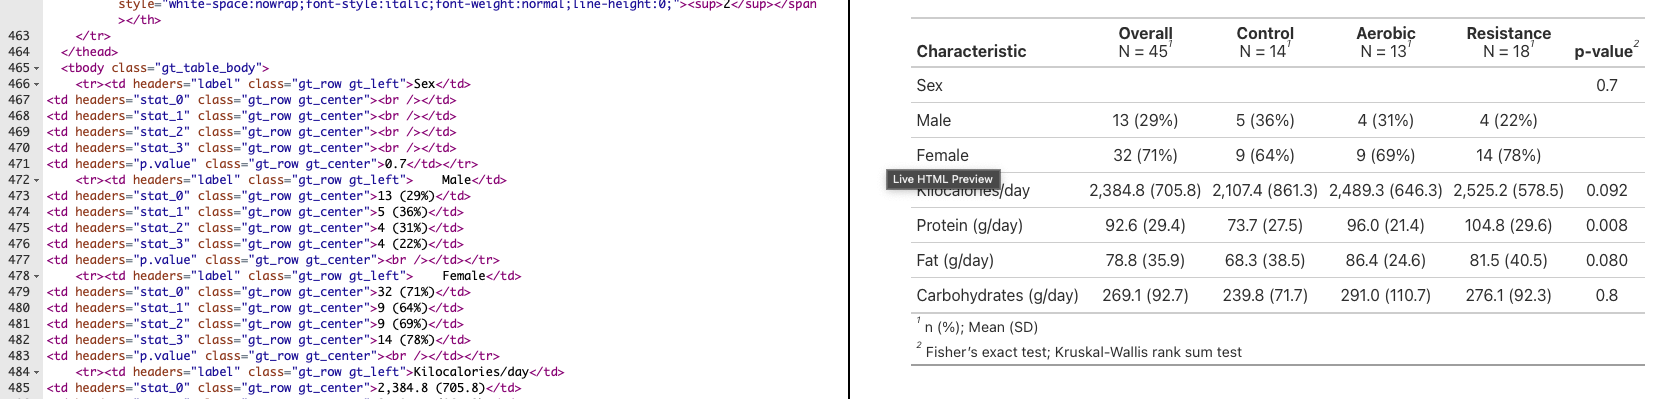 style="white-space:nowrap;font-style:italic;font-weight:normal;line-height:0;"><sup>2</sup></span
></th>
463 </tr>
464 </thead>
465 <tbody class="gt_table_body">
466 <tr><td headers="label" class="gt_row gt_left">Sex</td>
467 <td headers="stat_0" class="gt_row gt_center"><br /></td>
468 <td headers="stat_1" class="gt_row gt_center"><br /></td>
469 <td headers="stat_2" class="gt_row gt_center"><br /></td>
470 <td headers="stat_3" class="gt_row gt_center"><br /></td>
471 <td headers="p.value" class="gt_row gt_center">0.7</td></tr>
472 <tr><td headers="label" class="gt_row gt_left">    Male</td>
473 <td headers="stat_0" class="gt_row gt_center">13 (29%)</td>
474 <td headers="stat_1" class="gt_row gt_center">5 (36%)</td>
475 <td headers="stat_2" class="gt_row gt_center">4 (31%)</td>
476 <td headers="stat_3" class="gt_row gt_center">4 (22%)</td>
477 <td headers="p.value" class="gt_row gt_center"><br /></td></tr>
478 <tr><td headers="label" class="gt_row gt_left">    Female</td>
479 <td headers="stat_0" class="gt_row gt_center">32 (71%)</td>
480 <td headers="stat_1" class="gt_row gt_center">9 (64%)</td>
481 <td headers="stat_2" class="gt_row gt_center">9 (69%)</td>
482 <td headers="stat_3" class="gt_row gt_center">14 (78%)</td>
483 <td headers="p.value" class="gt_row gt_center"><br /></td></tr>
484 <tr><td headers="label" class="gt_row gt_left">Kilocalories/day</td>
485 <td headers="stat_0" class="gt_row gt_center">2,384.8 (705.8)</td>
Overall Control Aerobic Resistance
Characteristic N = 45¹ N = 14¹ N = 13¹ N = 18¹ p-value²
Sex 0.7
Male 13 (29%) 5 (36%) 4 (31%) 4 (22%)
Female 32 (71%) 9 (64%) 9 (69%) 14 (78%)
Live HTML Preview
Kilocalories/day 2,384.8 (705.8) 2,107.4 (861.3) 2,489.3 (646.3) 2,525.2 (578.5) 0.092
Protein (g/day) 92.6 (29.4) 73.7 (27.5) 96.0 (21.4) 104.8 (29.6) 0.008
Fat (g/day) 78.8 (35.9) 68.3 (38.5) 86.4 (24.6) 81.5 (40.5) 0.080
Carbohydrates (g/day) 269.1 (92.7) 239.8 (71.7) 291.0 (110.7) 276.1 (92.3) 0.8
¹ n (%); Mean (SD)
² Fisher's exact test; Kruskal-Wallis rank sum test